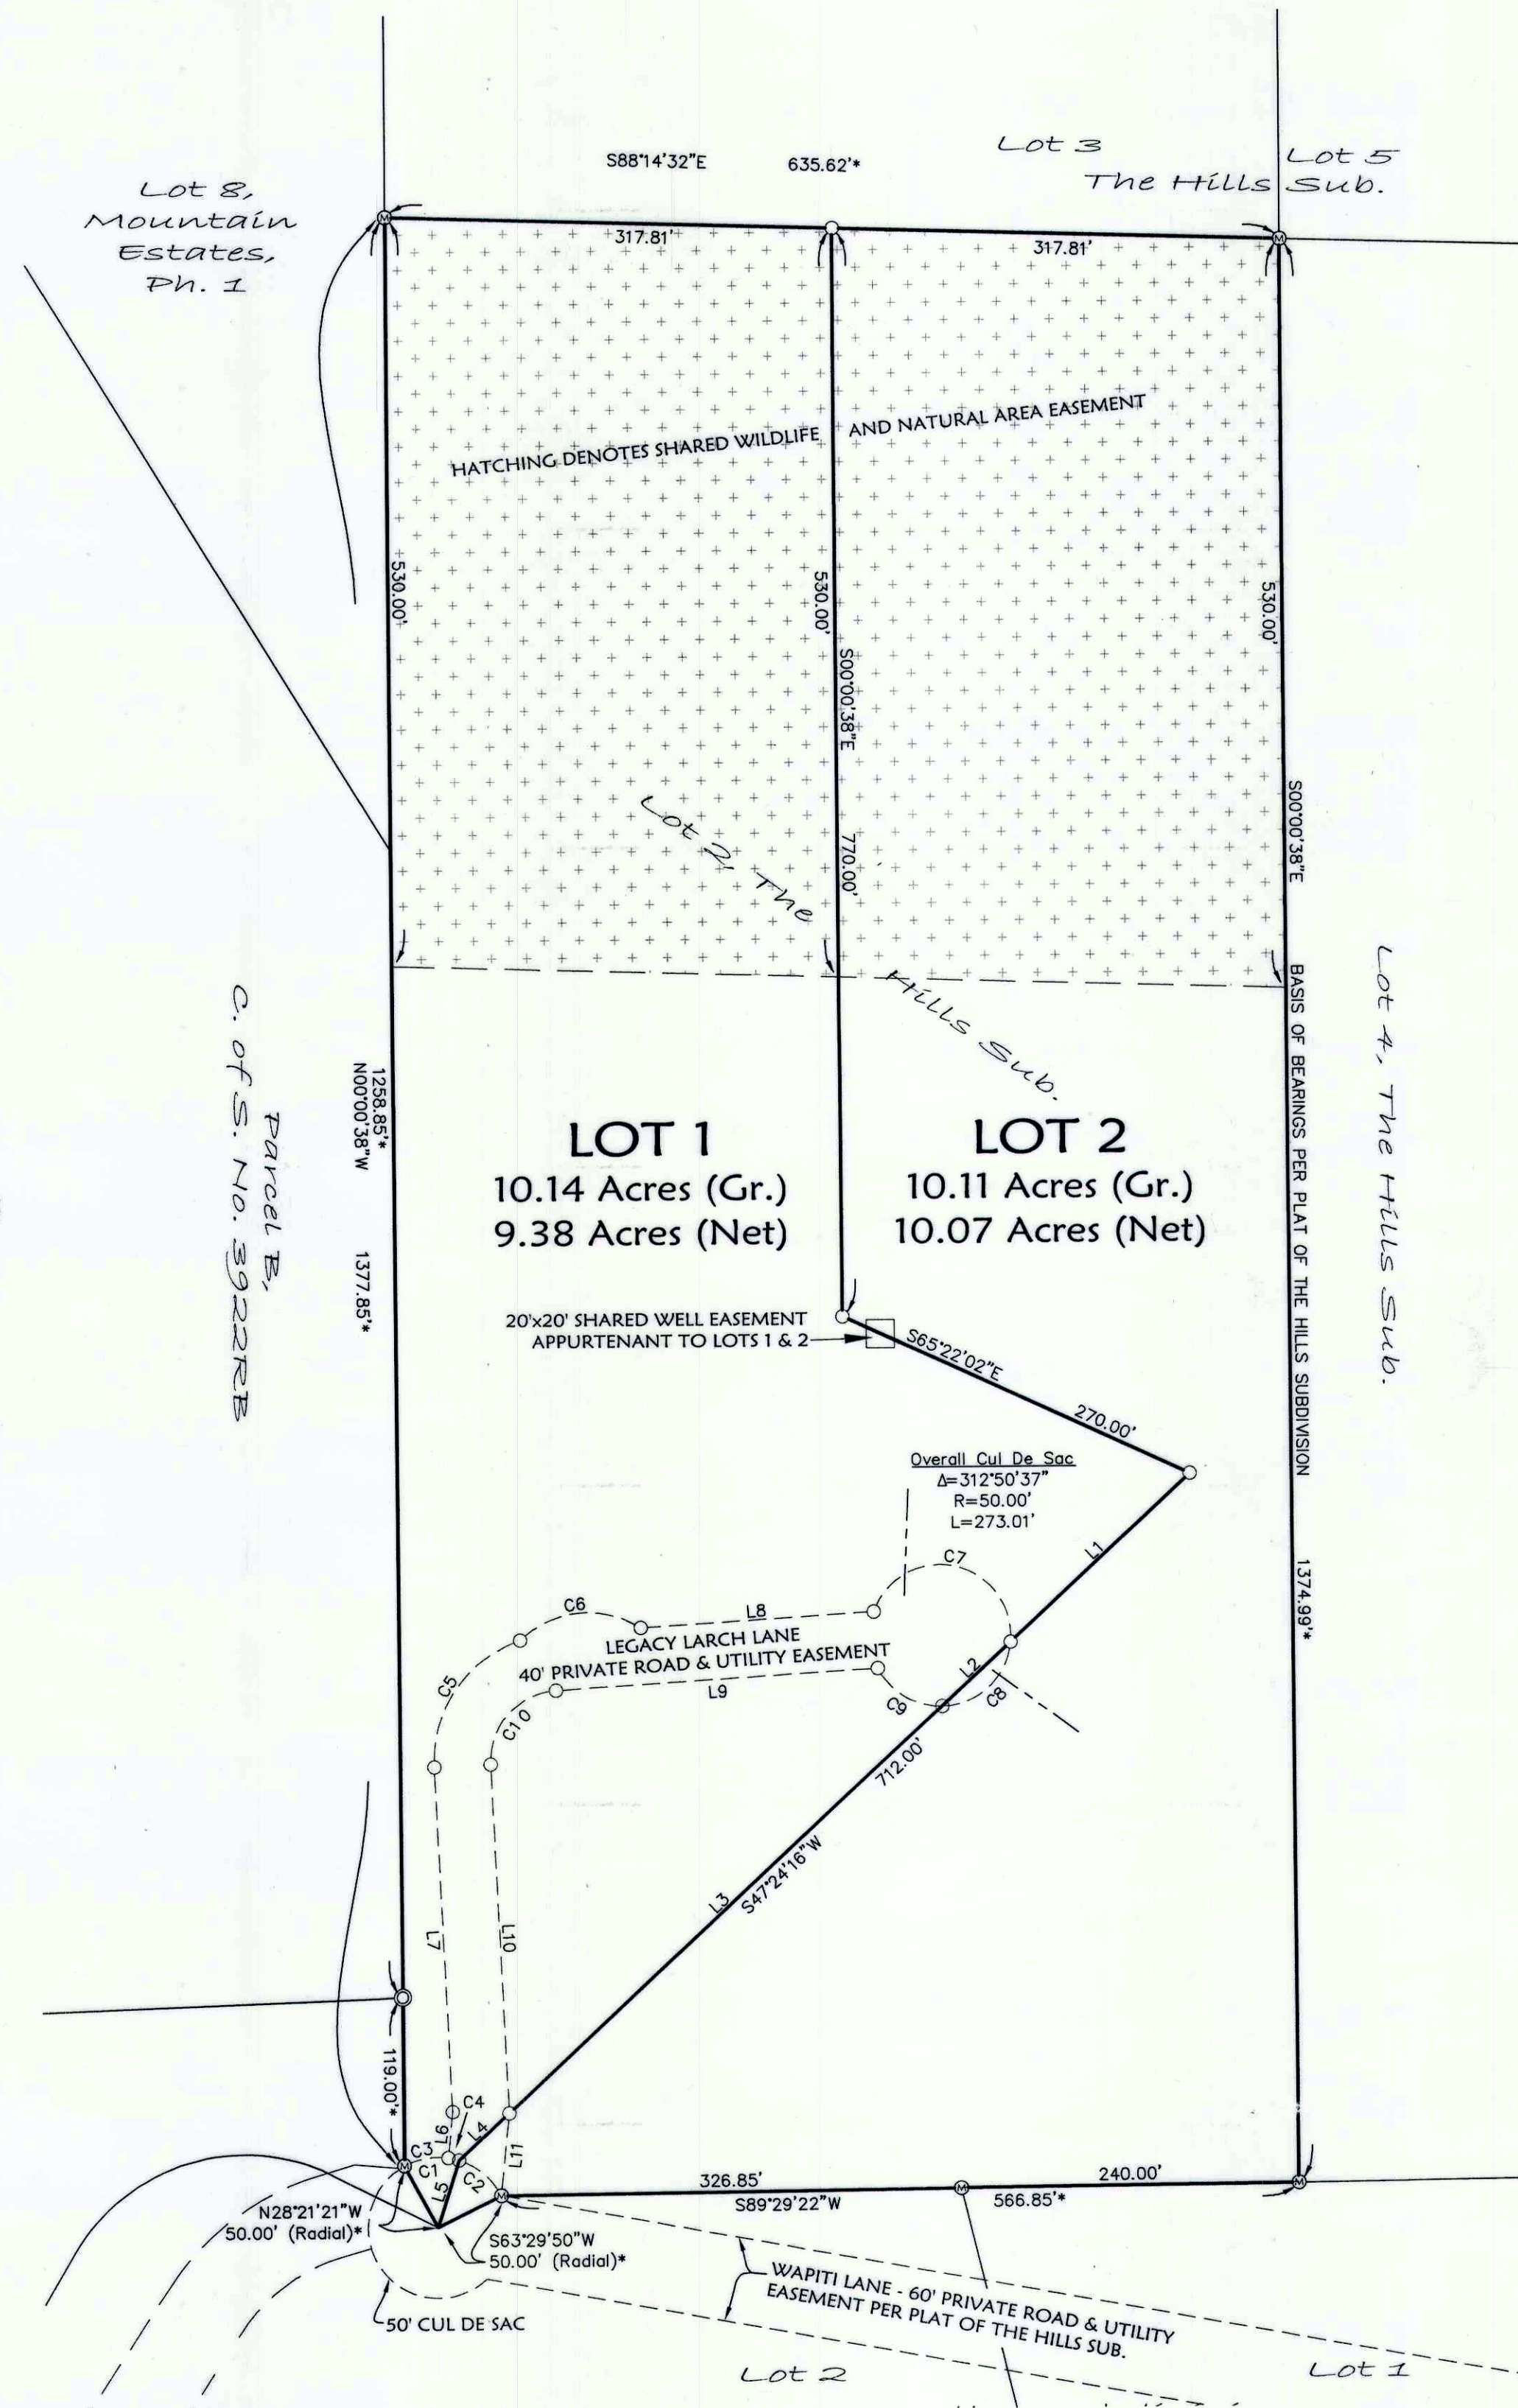 Lot 3
S88°14'32"E 635.62'*
Lot 5
The Hills Sub.
Lot 8,
Mountain
Estates,
Ph. 1
317.81'
317.81'
HATCHING DENOTES SHARED WILDLIFE AND NATURAL AREA EASEMENT
530.00'
530.00'
530.00'
S00°00'38"E
770.00'
S00°00'38"E
BASIS OF BEARINGS PER PLAT OF THE HILLS SUBDIVISION
1374.99'*
Lot 2, The
Hills Sub.
Lot 4, The Hills Sub.
Parcel B,
C. of S. No. 3922RB
1258.85'*
N00°00'38"W
1377.85'*
LOT 1
10.14 Acres (Gr.)
9.38 Acres (Net)
LOT 2
10.11 Acres (Gr.)
10.07 Acres (Net)
20'x20' SHARED WELL EASEMENT
APPURTENANT TO LOTS 1 & 2
S65°22'02"E
270.00'
Overall Cul De Sac
Δ=312°50'37"
R=50.00'
L=273.01'
L1
C7
C6
L8
LEGACY LARCH LANE
40' PRIVATE ROAD & UTILITY EASEMENT
L9
C5
C10
C9
L2
C8
712.00'
S47°24'16"W
L3
L7
L10
119.00'*
C4
L6
L4
C3
C1
C2
L5
L11
326.85'
240.00'
S89°29'22"W
566.85'*
N28°21'21"W
50.00' (Radial)*
S63°29'50"W
50.00' (Radial)*
50' CUL DE SAC
WAPITI LANE - 60' PRIVATE ROAD & UTILITY
EASEMENT PER PLAT OF THE HILLS SUB.
Lot 2
Lot 1